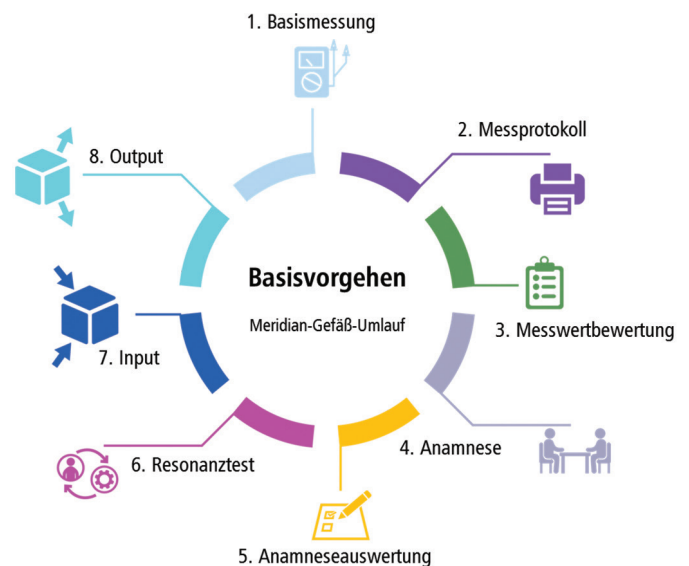 1. Basismessung
2. Messprotokoll
3. Messwertbewertung
4. Anamnese
5. Anamneseauswertung
6. Resonanztest
7. Input
8. Output
Basisvorgehen
Meridian-Gefäß-Umlauf